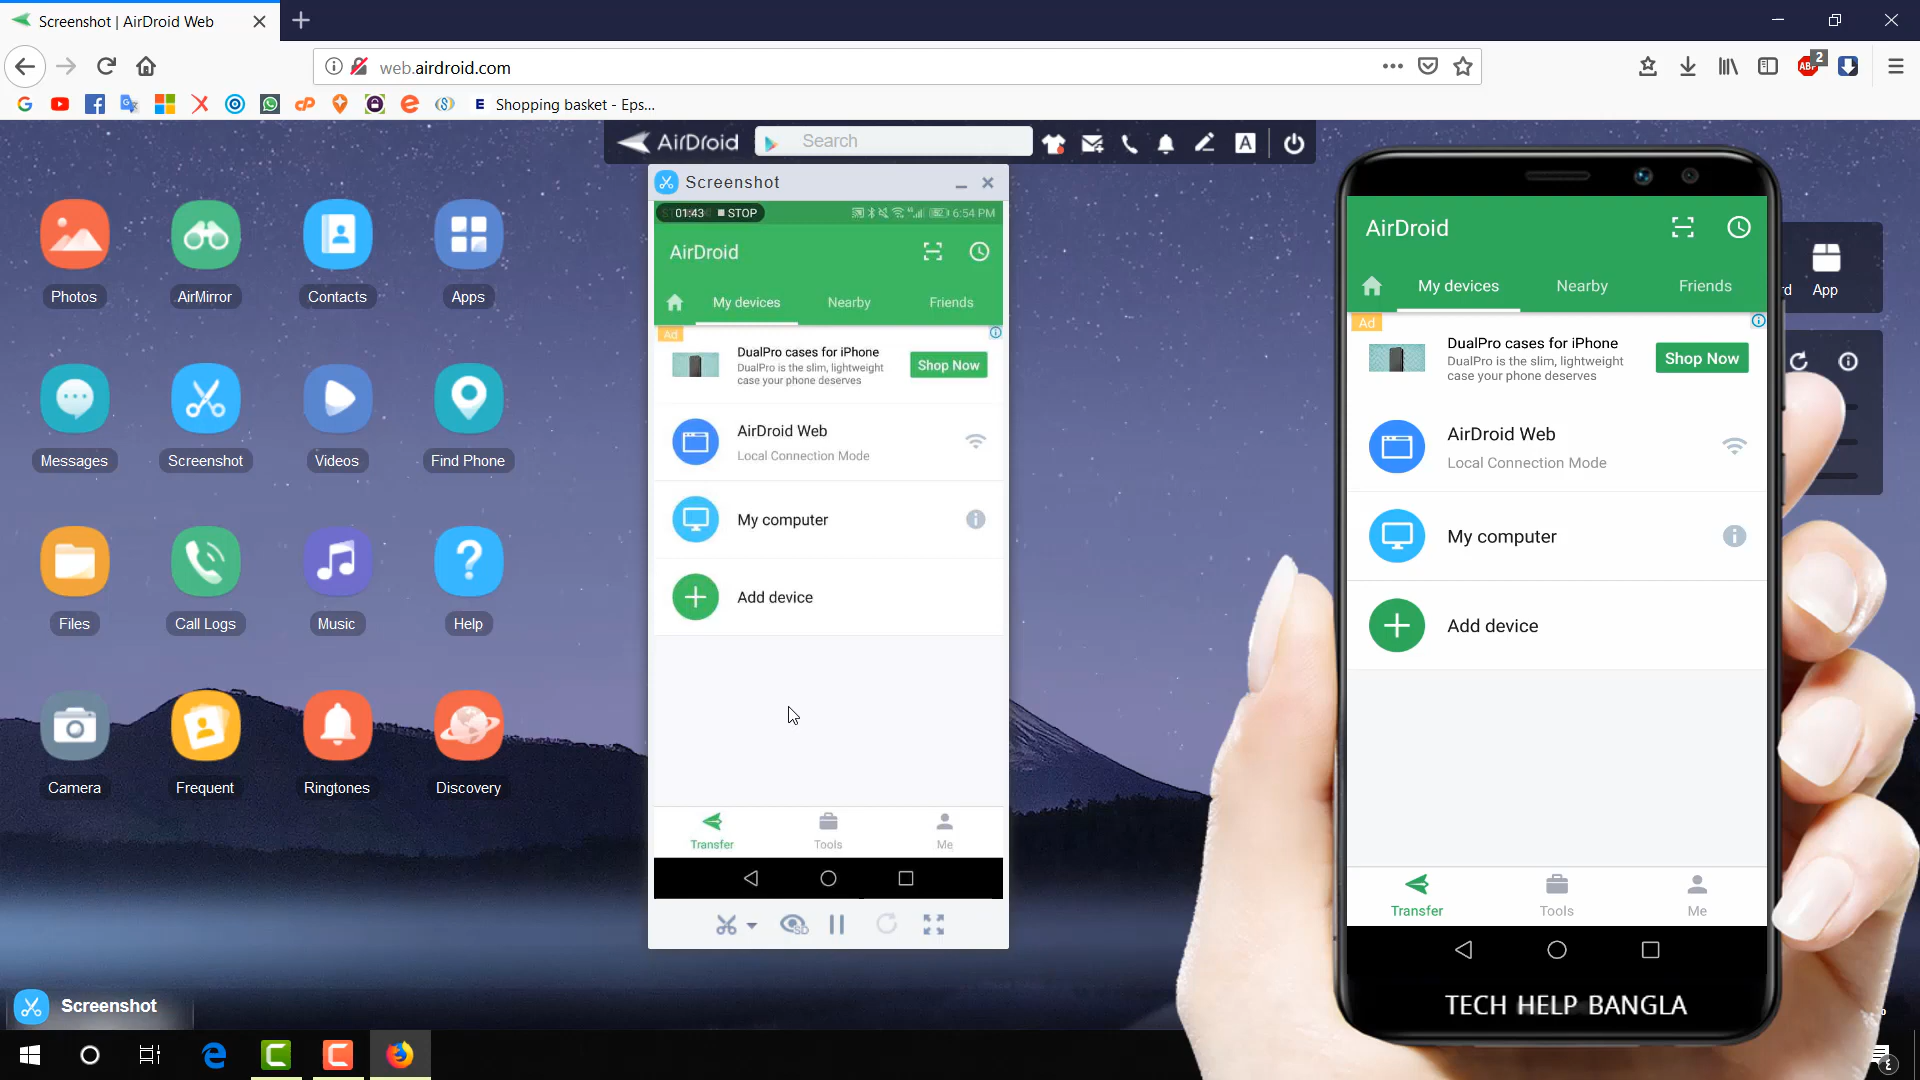 Screenshot | AirDroid Web
web.airdroid.com
2
ABP
G
E Shopping basket - Eps...
AirDroid
Search
A
Photos
AirMirror
Contacts
Apps
Messages
Screenshot
Videos
Find Phone
Files
Call Logs
Music
Help
Camera
Frequent
Ringtones
Discovery
Screenshot
01:43 STOP
6:54 PM
AirDroid
My devices
Nearby
Friends
Ad
DualPro cases for iPhone
DualPro is the slim, lightweight
case your phone deserves
Shop Now
AirDroid Web
Local Connection Mode
My computer
Add device
Transfer
Tools
Me
SD
AirDroid
My devices
Nearby
Friends
Ad
DualPro cases for iPhone
DualPro is the slim, lightweight
case your phone deserves
Shop Now
AirDroid Web
Local Connection Mode
My computer
Add device
Transfer
Tools
Me
TECH HELP BANGLA
rd
App
Screenshot
٤